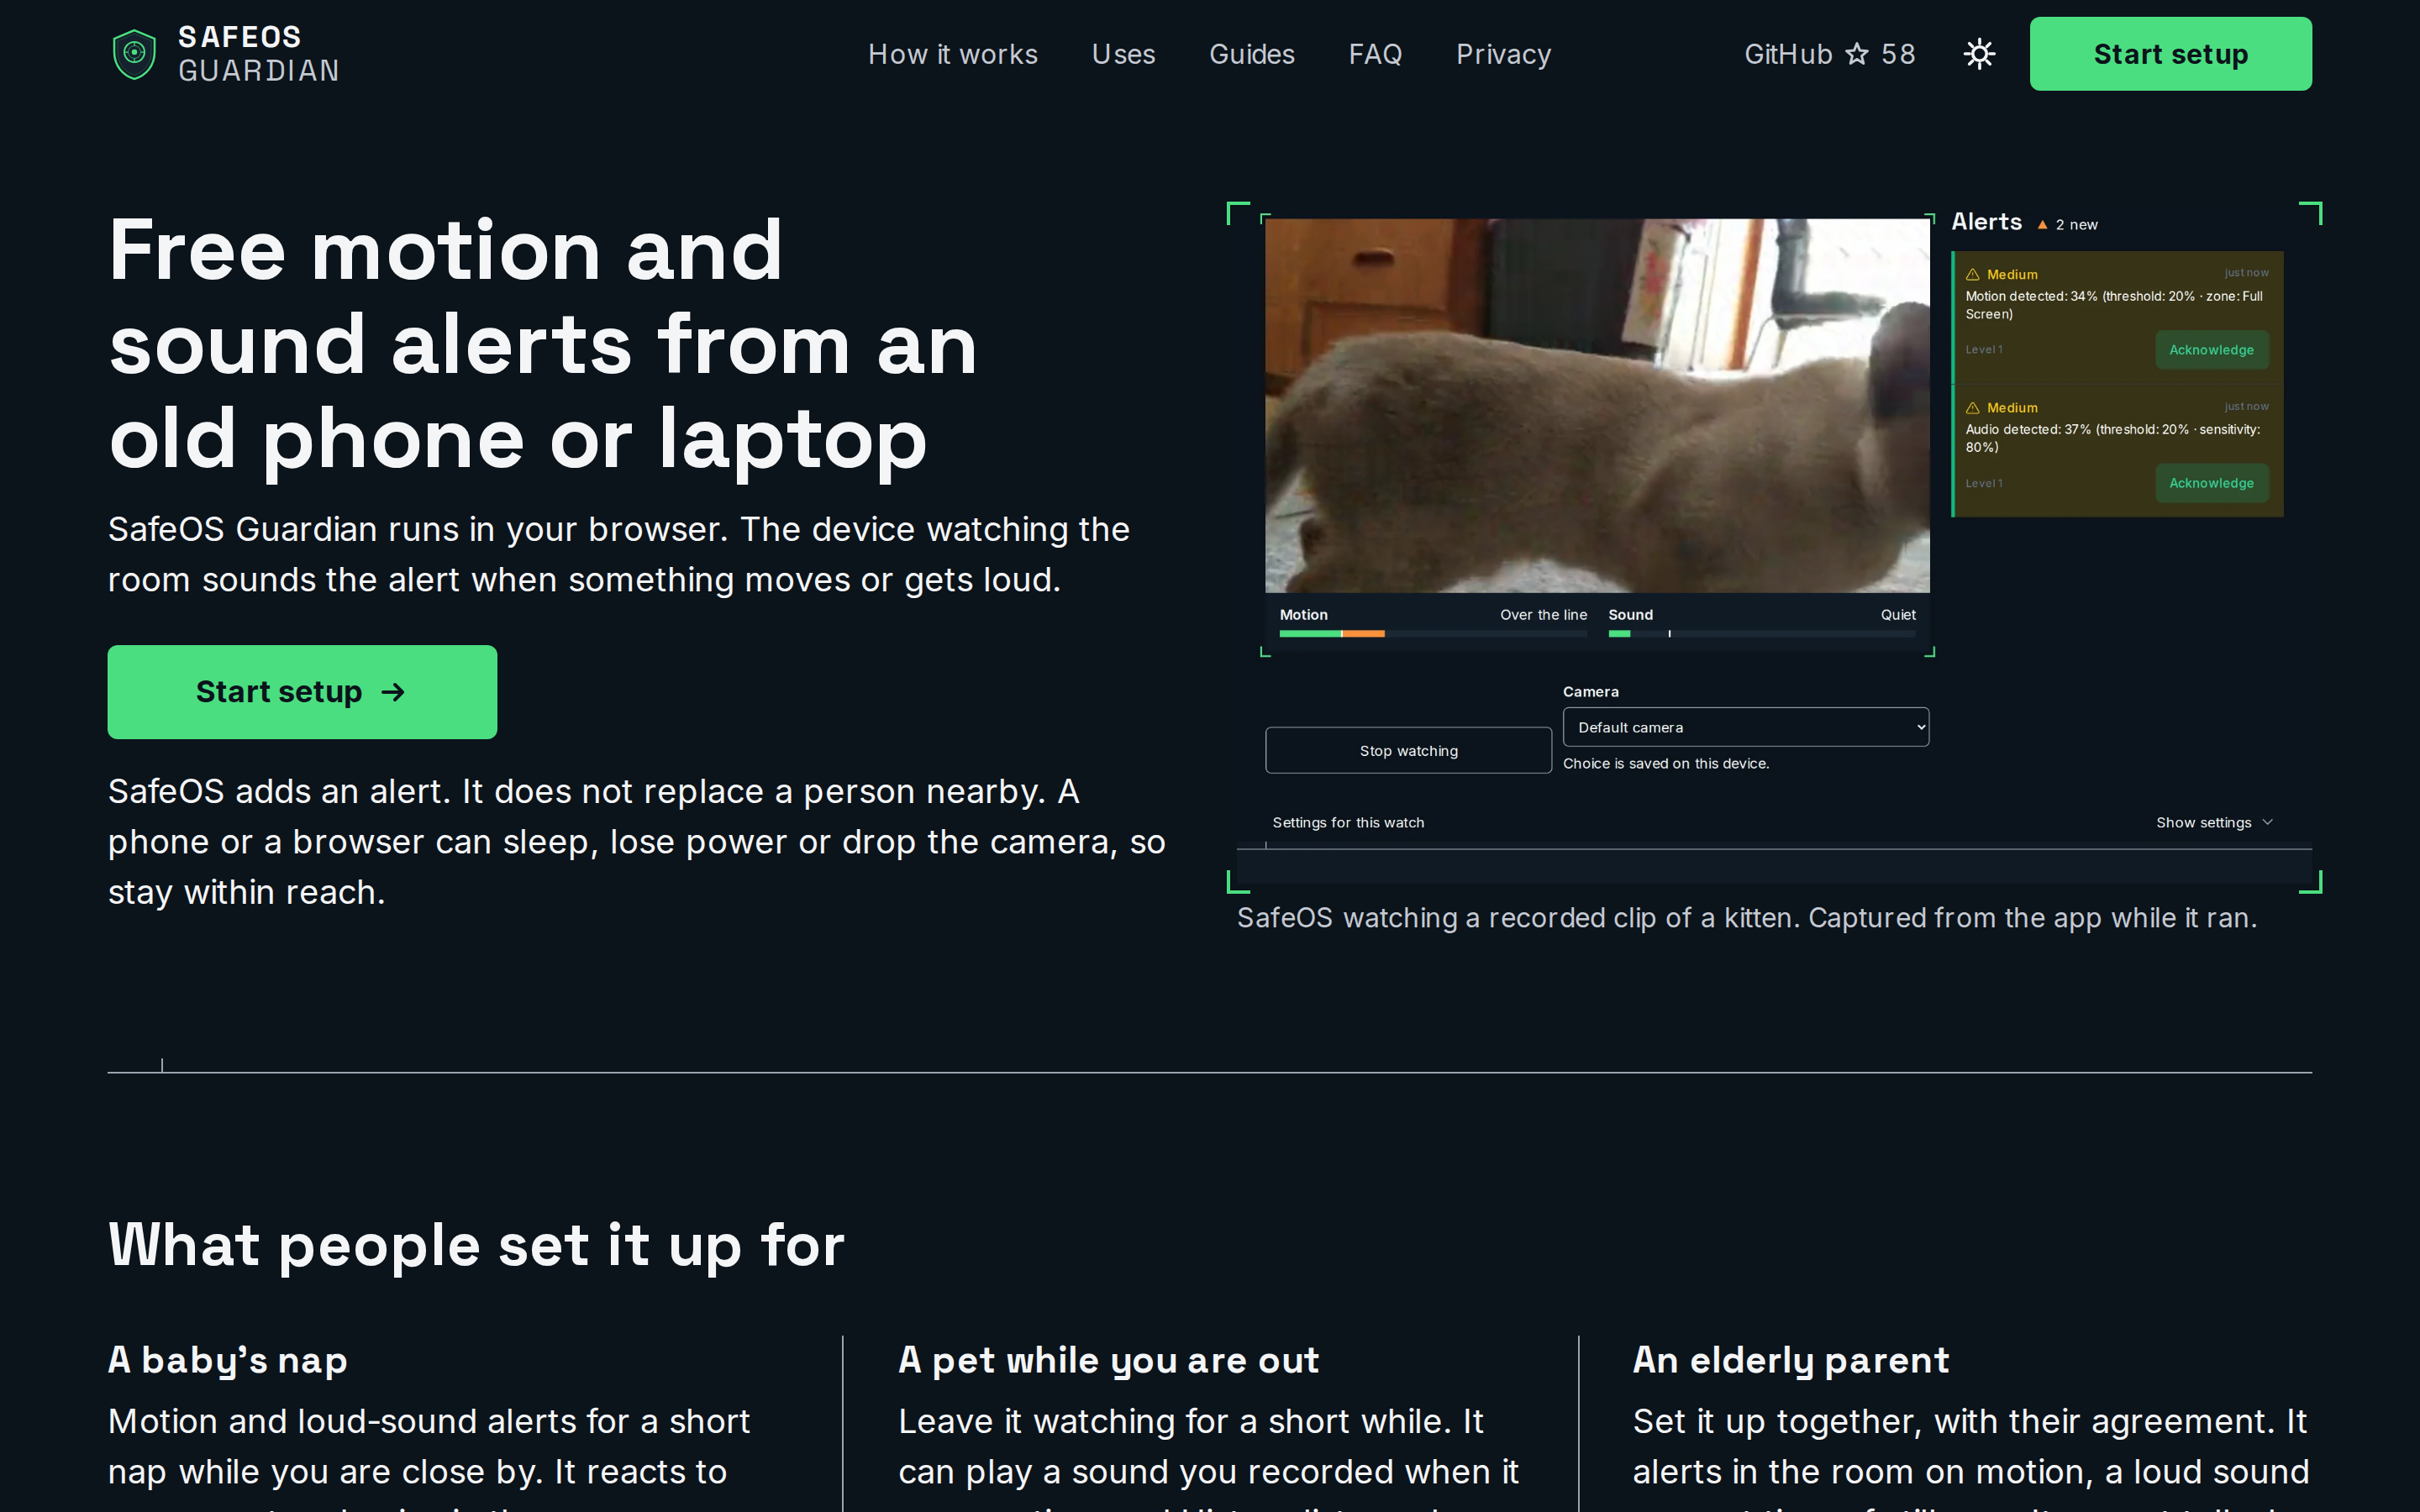 SAFEOS
GUARDIAN
How it works
Uses
Guides
FAQ
Privacy
GitHub ☆ 58
Start setup
Free motion and
sound alerts from an
old phone or laptop
SafeOS Guardian runs in your browser. The device watching the
room sounds the alert when something moves or gets loud.
Start setup →
SafeOS adds an alert. It does not replace a person nearby. A
phone or a browser can sleep, lose power or drop the camera, so
stay within reach.
Alerts ▲ 2 new
Medium
just now
Motion detected: 34% (threshold: 20% · zone: Full
Screen)
Level 1
Acknowledge
Medium
just now
Audio detected: 37% (threshold: 20% · sensitivity:
80%)
Level 1
Acknowledge
Motion
Over the line
Sound
Quiet
Camera
Default camera
Stop watching
Choice is saved on this device.
Settings for this watch
Show settings
SafeOS watching a recorded clip of a kitten. Captured from the app while it ran.
What people set it up for
A baby’s nap
Motion and loud-sound alerts for a short
nap while you are close by. It reacts to
A pet while you are out
Leave it watching for a short while. It
can play a sound you recorded when it
An elderly parent
Set it up together, with their agreement. It
alerts in the room on motion, a loud sound